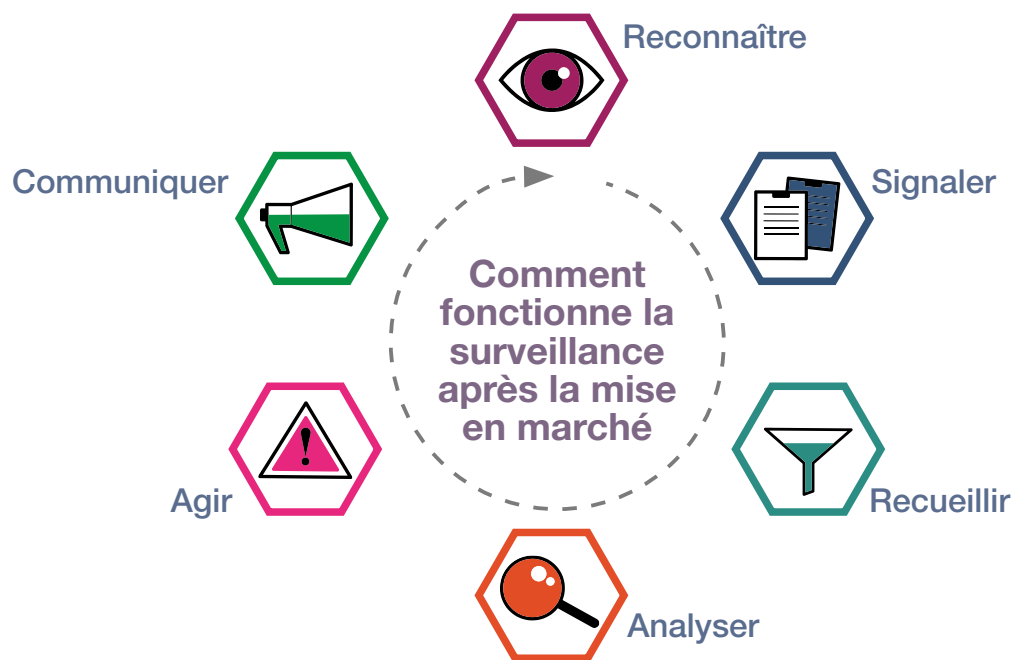 Reconnaître
Signaler
Recueillir
Analyser
Agir
Communiquer
Comment
fonctionne la
surveillance
après la mise
en marché